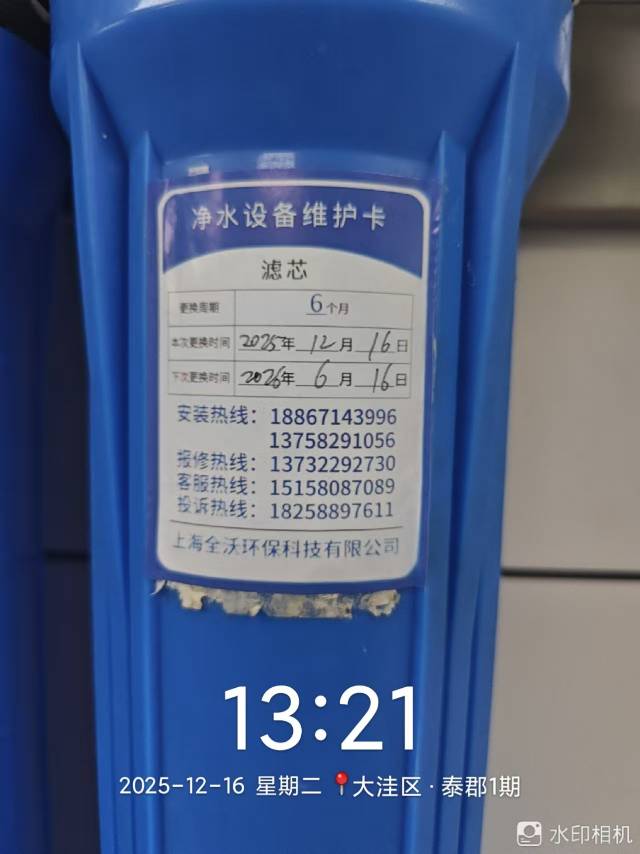 净水设备维护卡
滤芯
更换周期 6个月
本次更换时间 2025年12月16日
下次更换时间 2026年6月16日
安装热线：18867143996
13758291056
报修热线：13732292730
客服热线：15158087089
投诉热线：18258897611
上海全沃环保科技有限公司
13:21
2025-12-16 星期二 📍大洼区·泰郡1期
水印相机